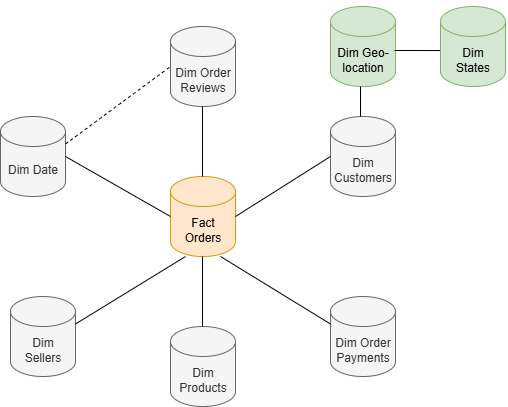 Dim Geo-
location
Dim
States
Dim Order
Reviews
Dim Date
Dim
Customers
Fact
Orders
Dim
Sellers
Dim
Products
Dim Order
Payments